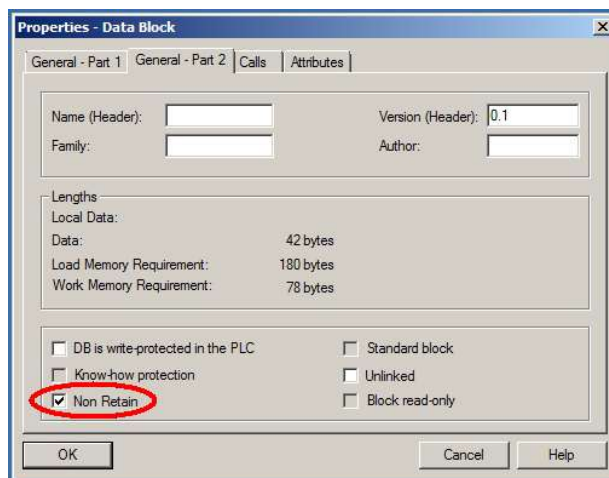 Properties - Data Block
General - Part 1 General - Part 2 Calls Attributes
Name (Header): Version (Header): 0.1
Family: Author:
Lengths
Local Data:
Data: 42 bytes
Load Memory Requirement: 180 bytes
Work Memory Requirement: 78 bytes
DB is write-protected in the PLC Standard block
Know-how protection Unlinked
Non Retain Block read-only
OK Cancel Help